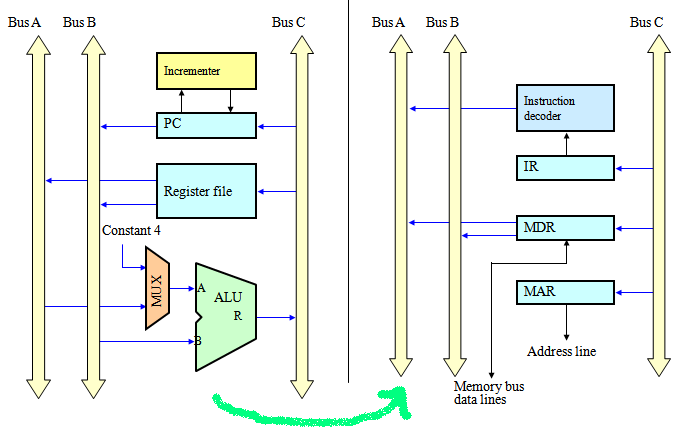 Bus A
Bus B
Bus C
Incrementer
PC
Register file
Constant 4
MUX
A
ALU
R
B
Bus A
Bus B
Bus C
Instruction
decoder
IR
MDR
MAR
Address line
Memory bus
data lines